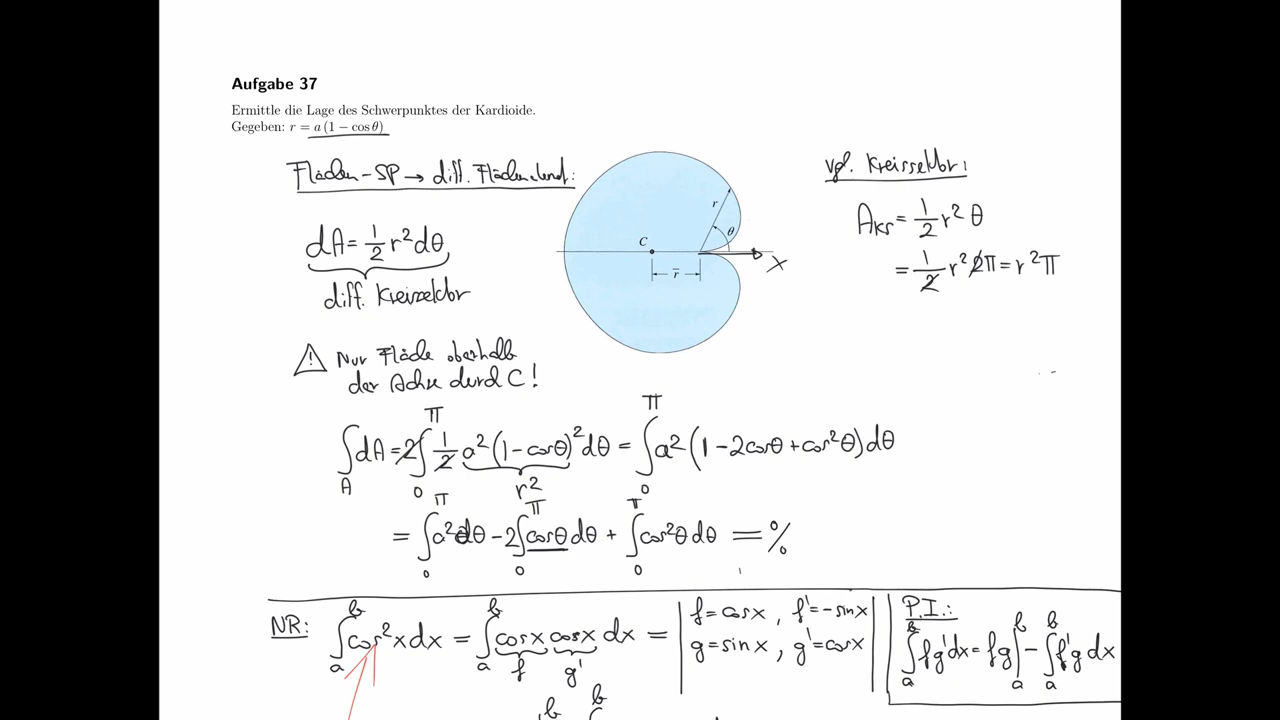 Aufgabe 37
Ermittle die Lage des Schwerpunktes der Kardioide.
Gegeben: r = a (1 − cos θ)
Flächen-SP → diff. Flächenelement:
dA = 1/2 r² dθ
diff. Kreissektor
r
θ
C
r̄
X
Vgl. Kreissektor:
A_KS = 1/2 r² θ
= 1/2 r² 2π = r² π
⚠ Nur Fläche oberhalb
der Achse durch C!
∫_A dA = 2 ∫_0^π 1/2 a² (1 − cosθ)² dθ = ∫_0^π a² (1 − 2cosθ + cos²θ) dθ
r²
= ∫_0^π a² dθ − 2 ∫_0^π cosθ dθ + ∫_0^π cos²θ dθ = %
NR: ∫_a^b cos²x dx = ∫_a^b cosx cosx dx = | f = cosx , f' = −sinx
g = sinx , g' = cosx |
f g'
P.I.:
∫_a^b f g' dx = f g |_a^b − ∫_a^b f' g dx